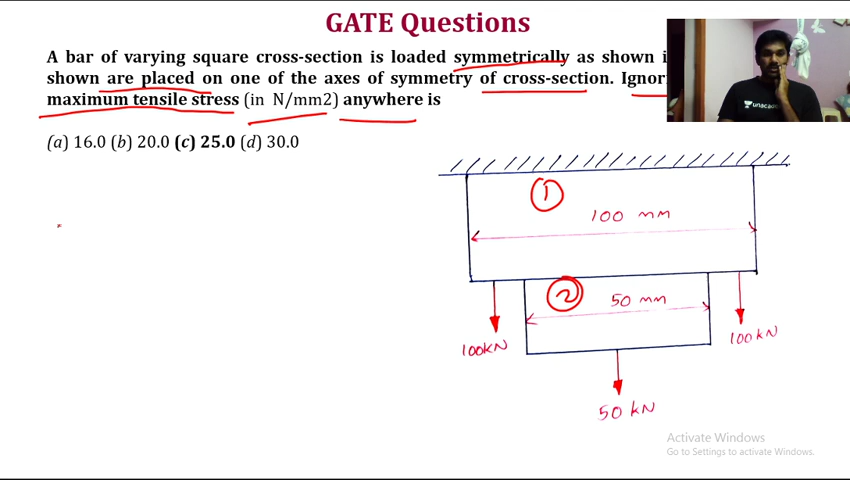 GATE Questions
A bar of varying square cross-section is loaded symmetrically as shown i
shown are placed on one of the axes of symmetry of cross-section. Ignori
maximum tensile stress (in N/mm2) anywhere is
(a) 16.0 (b) 20.0 (c) 25.0 (d) 30.0
1
100 mm
2
50 mm
100kN
100kN
50 kN
unacademy
Activate Windows
Go to Settings to activate Windows.